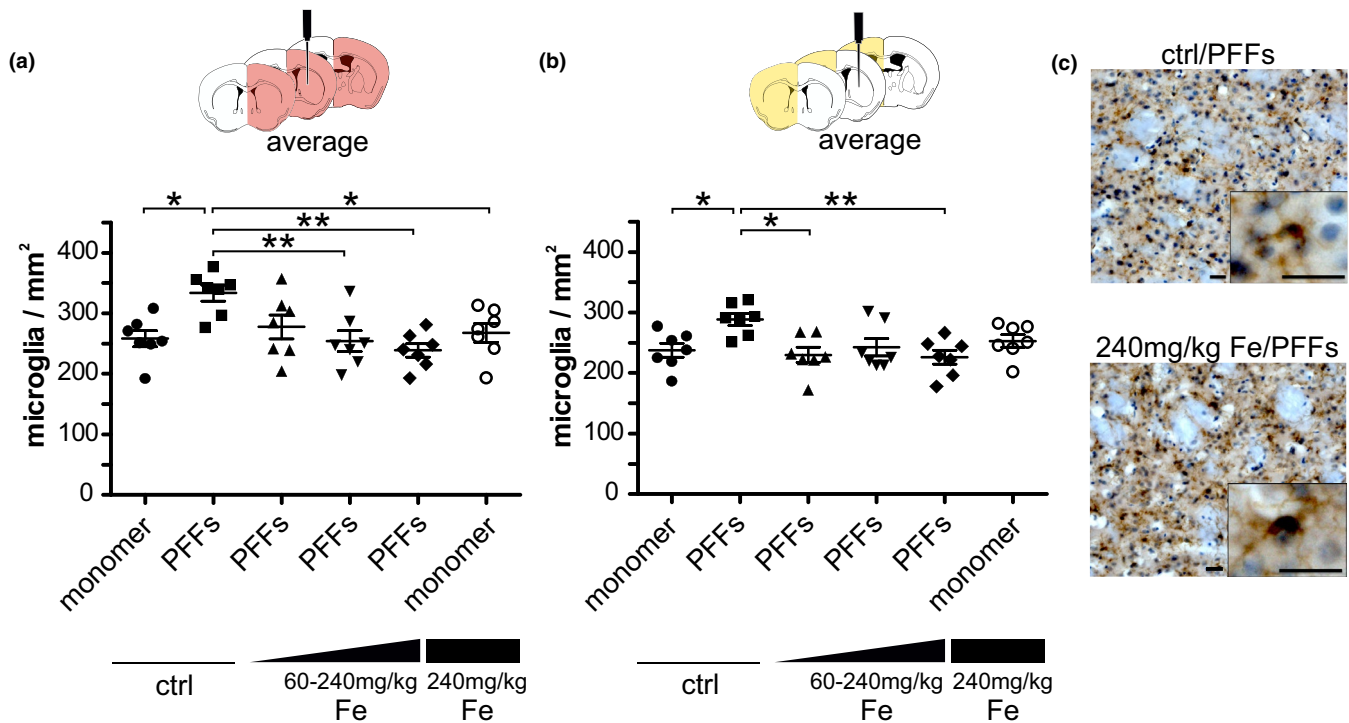 (a)
average
* *
**
**
microglia / mm²
400
300
200
100
0
monomer
PFFs
PFFs
PFFs
PFFs
monomer
ctrl
60-240mg/kg
Fe
240mg/kg
Fe
(b)
average
* **
*
microglia / mm²
400
300
200
100
0
monomer
PFFs
PFFs
PFFs
PFFs
monomer
ctrl
60-240mg/kg
Fe
240mg/kg
Fe
(c)
ctrl/PFFs
240mg/kg Fe/PFFs